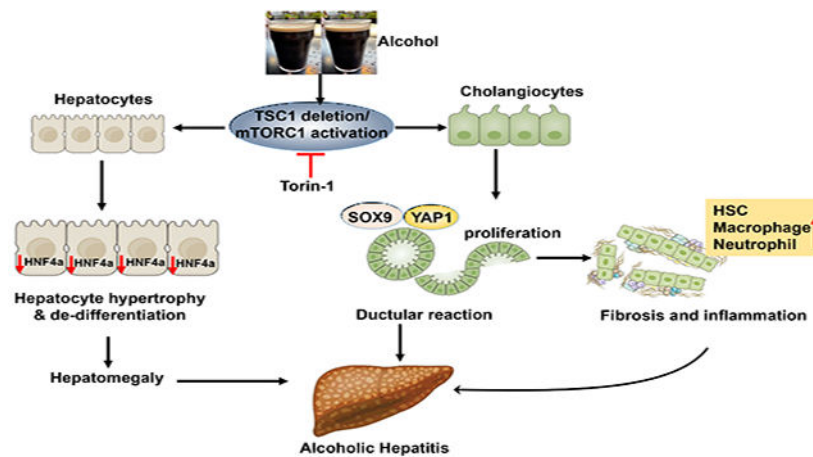 Alcohol
Hepatocytes
TSC1 deletion/
mTORC1 activation
Cholangiocytes
Torin-1
SOX9
YAP1
proliferation
HSC
Macrophage
Neutrophil
HNF4a
HNF4a
HNF4a
HNF4a
Hepatocyte hypertrophy
& de-differentiation
Ductular reaction
Fibrosis and inflammation
Hepatomegaly
Alcoholic Hepatitis